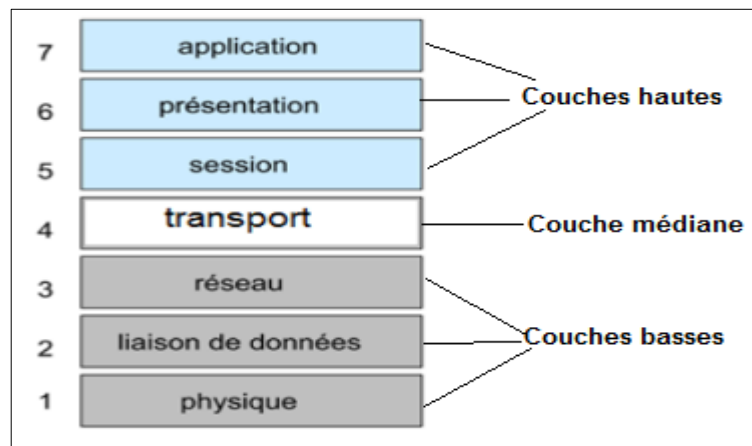 7 application
6 présentation Couches hautes
5 session
4 transport Couche médiane
3 réseau
2 liaison de données Couches basses
1 physique